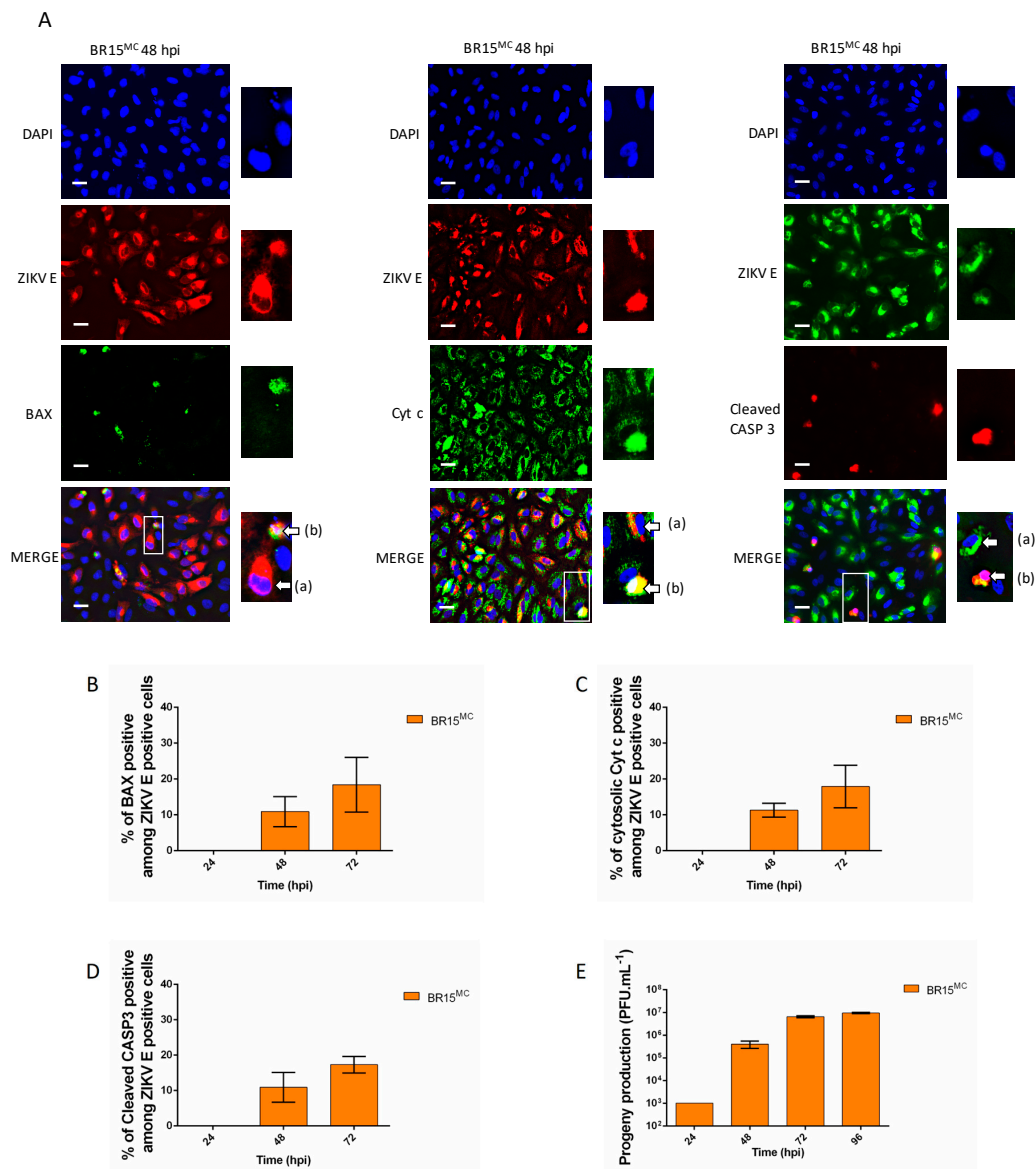 A
BR15ᴹᶜ 48 hpi
BR15ᴹᶜ 48 hpi
BR15ᴹᶜ 48 hpi
DAPI
DAPI
DAPI
ZIKV E
ZIKV E
ZIKV E
BAX
Cyt c
Cleaved
CASP 3
MERGE
(b)
(a)
MERGE
(a)
(b)
MERGE
(a)
(b)
B
% of BAX positive
among ZIKV E positive cells
40
30
20
10
0
24
48
72
Time (hpi)
BR15ᴹᶜ
C
% of cytosolic Cyt c positive
among ZIKV E positive cells
40
30
20
10
0
24
48
72
Time (hpi)
BR15ᴹᶜ
D
% of Cleaved CASP3 positive
among ZIKV E positive cells
40
30
20
10
0
24
48
72
Time (hpi)
BR15ᴹᶜ
E
Progeny production (PFU.mL⁻¹)
10⁸
10⁷
10⁶
10⁵
10⁴
10³
10²
24
48
72
96
Time (hpi)
BR15ᴹᶜ